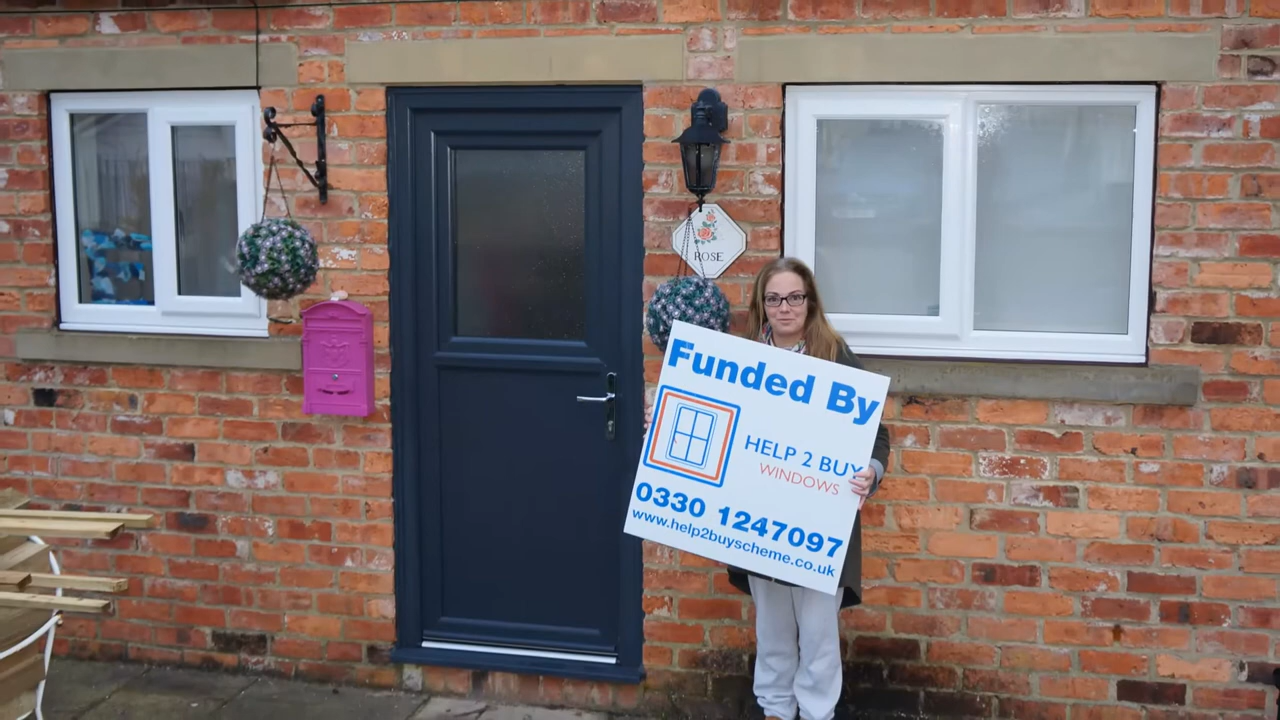 ROSE
Funded By
HELP 2 BUY
WINDOWS
0330 1247097
www.help2buyscheme.co.uk